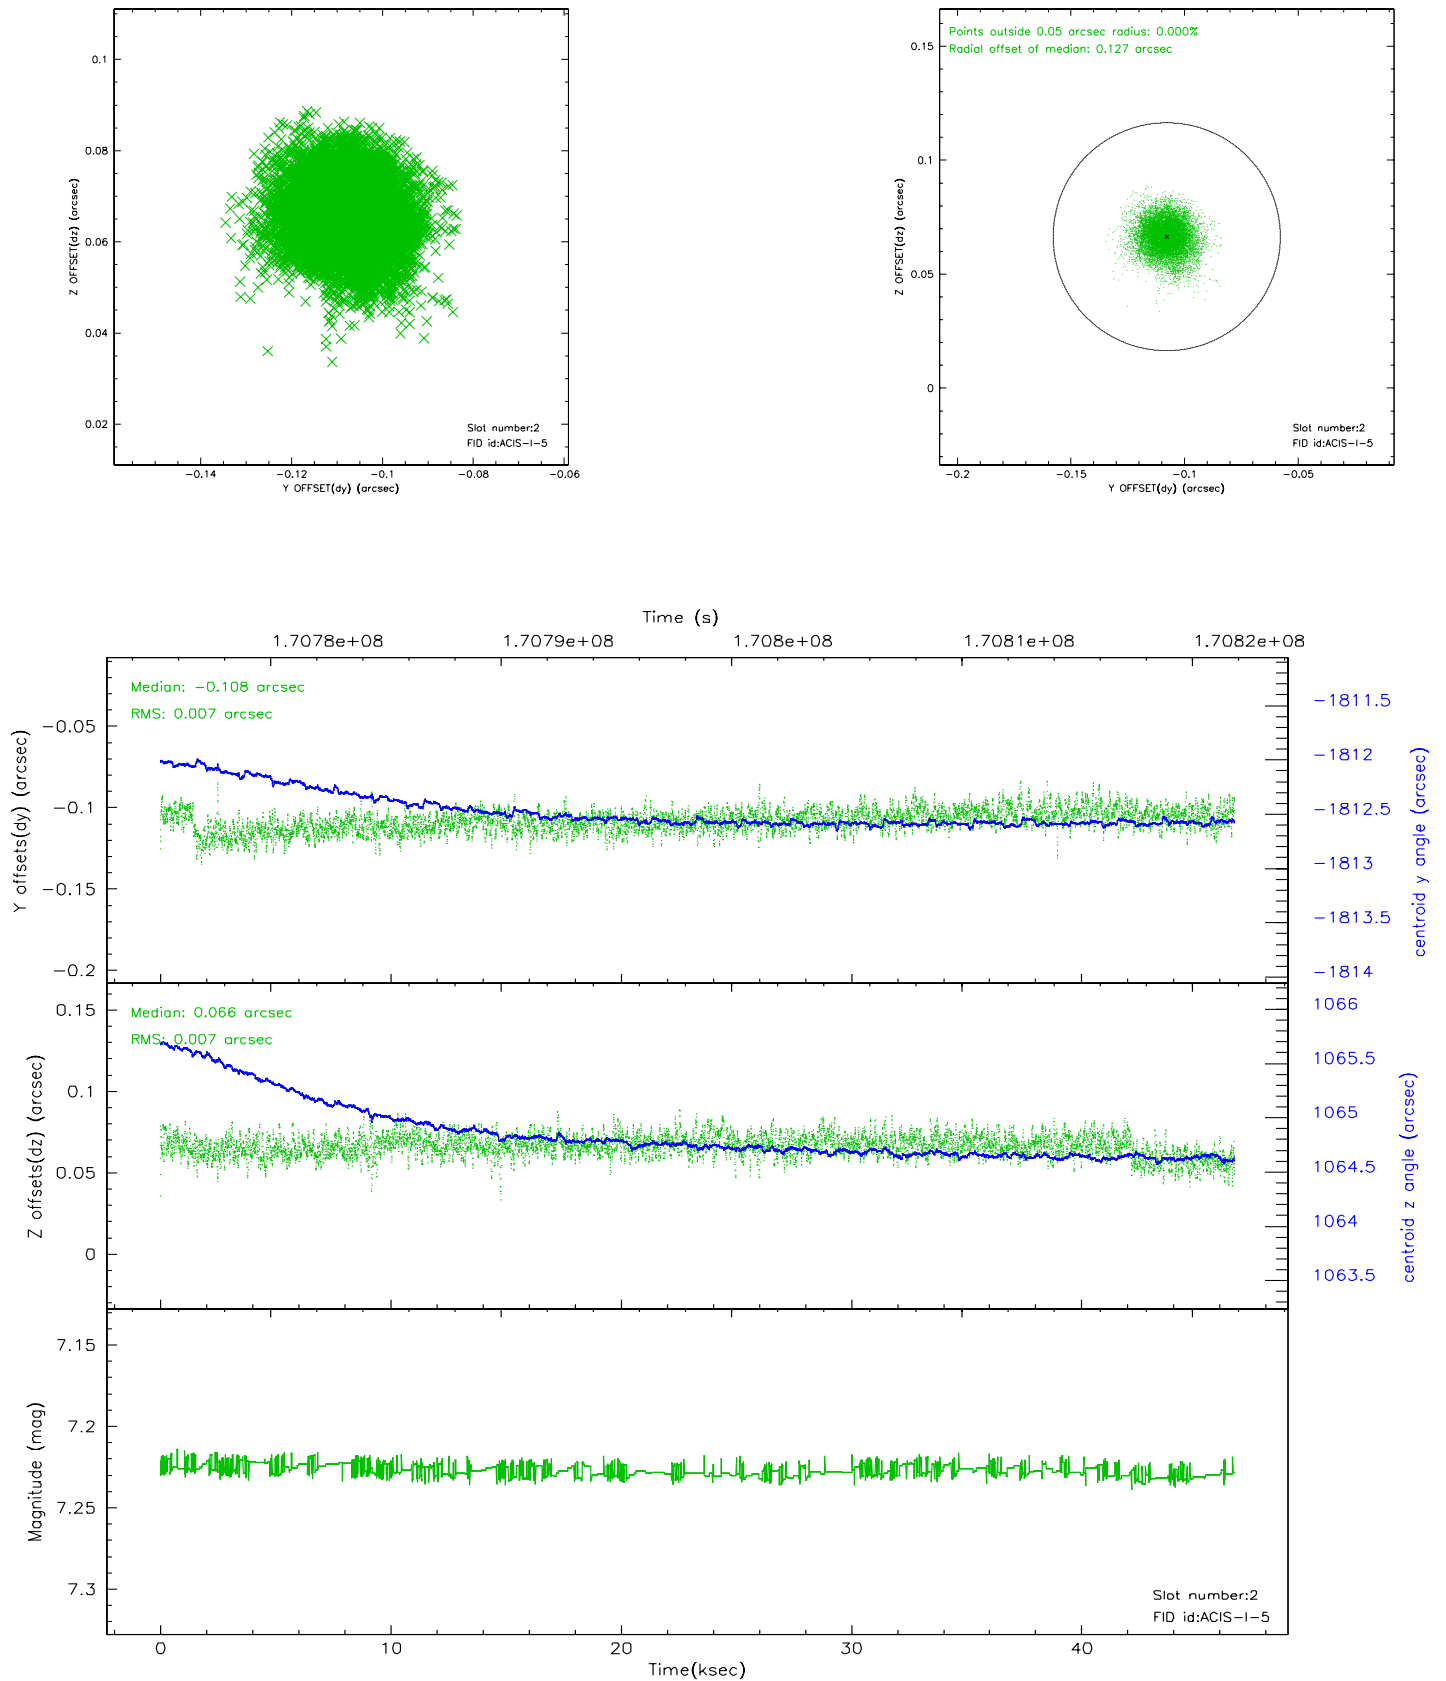 0.1
0.08
0.06
0.04
0.02
Z OFFSET(dz) (arcsec)
Slot number:2
FID id:ACIS-I-5
-0.14
-0.12
-0.1
-0.08
-0.06
Y OFFSET(dy) (arcsec)
Points outside 0.05 arcsec radius: 0.000%
Radial offset of median: 0.127 arcsec
0.15
0.1
0.05
0
Z OFFSET(dz) (arcsec)
Slot number:2
FID id:ACIS-I-5
-0.2
-0.15
-0.1
-0.05
Y OFFSET(dy) (arcsec)
Time (s)
1.7078e+08
1.7079e+08
1.708e+08
1.7081e+08
1.7082e+08
Median: -0.108 arcsec
RMS: 0.007 arcsec
-0.05
-0.1
-0.15
-0.2
Y offsets(dy) (arcsec)
-1811.5
-1812
-1812.5
-1813
-1813.5
-1814
centroid y angle (arcsec)
Median: 0.066 arcsec
RMS: 0.007 arcsec
0.15
0.1
0.05
0
Z offsets(dz) (arcsec)
1066
1065.5
1065
1064.5
1064
1063.5
centroid z angle (arcsec)
7.15
7.2
7.25
7.3
Magnitude (mag)
Slot number:2
FID id:ACIS-I-5
0
10
20
30
40
Time(ksec)